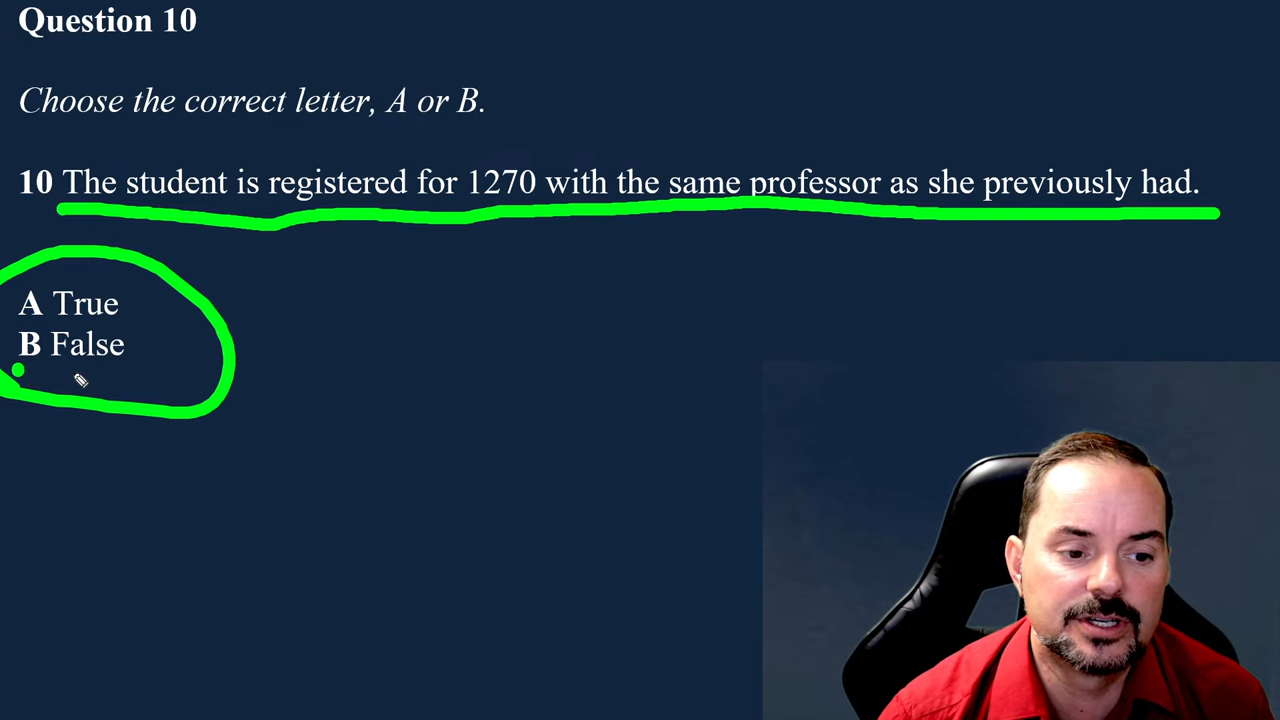 Question 10
Choose the correct letter, A or B.
10 The student is registered for 1270 with the same professor as she previously had.
A True
B False